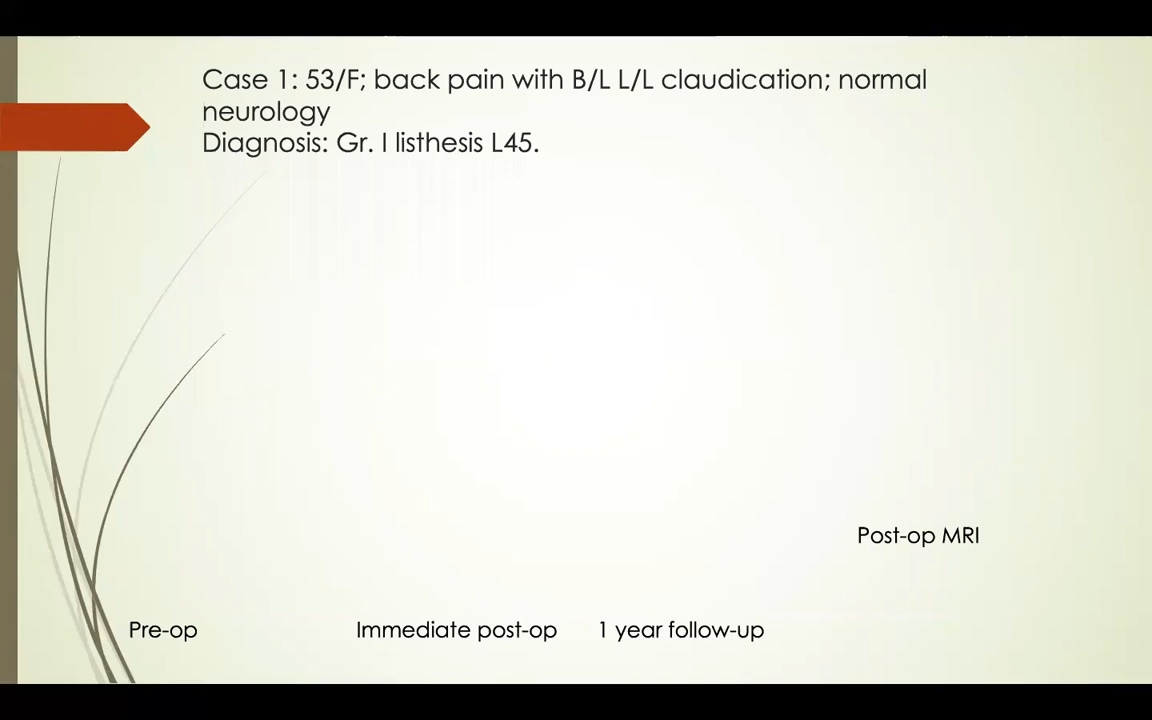 Case 1: 53/F; back pain with B/L L/L claudication; normal
neurology
Diagnosis: Gr. I listhesis L45.
Post-op MRI
Pre-op
Immediate post-op
1 year follow-up